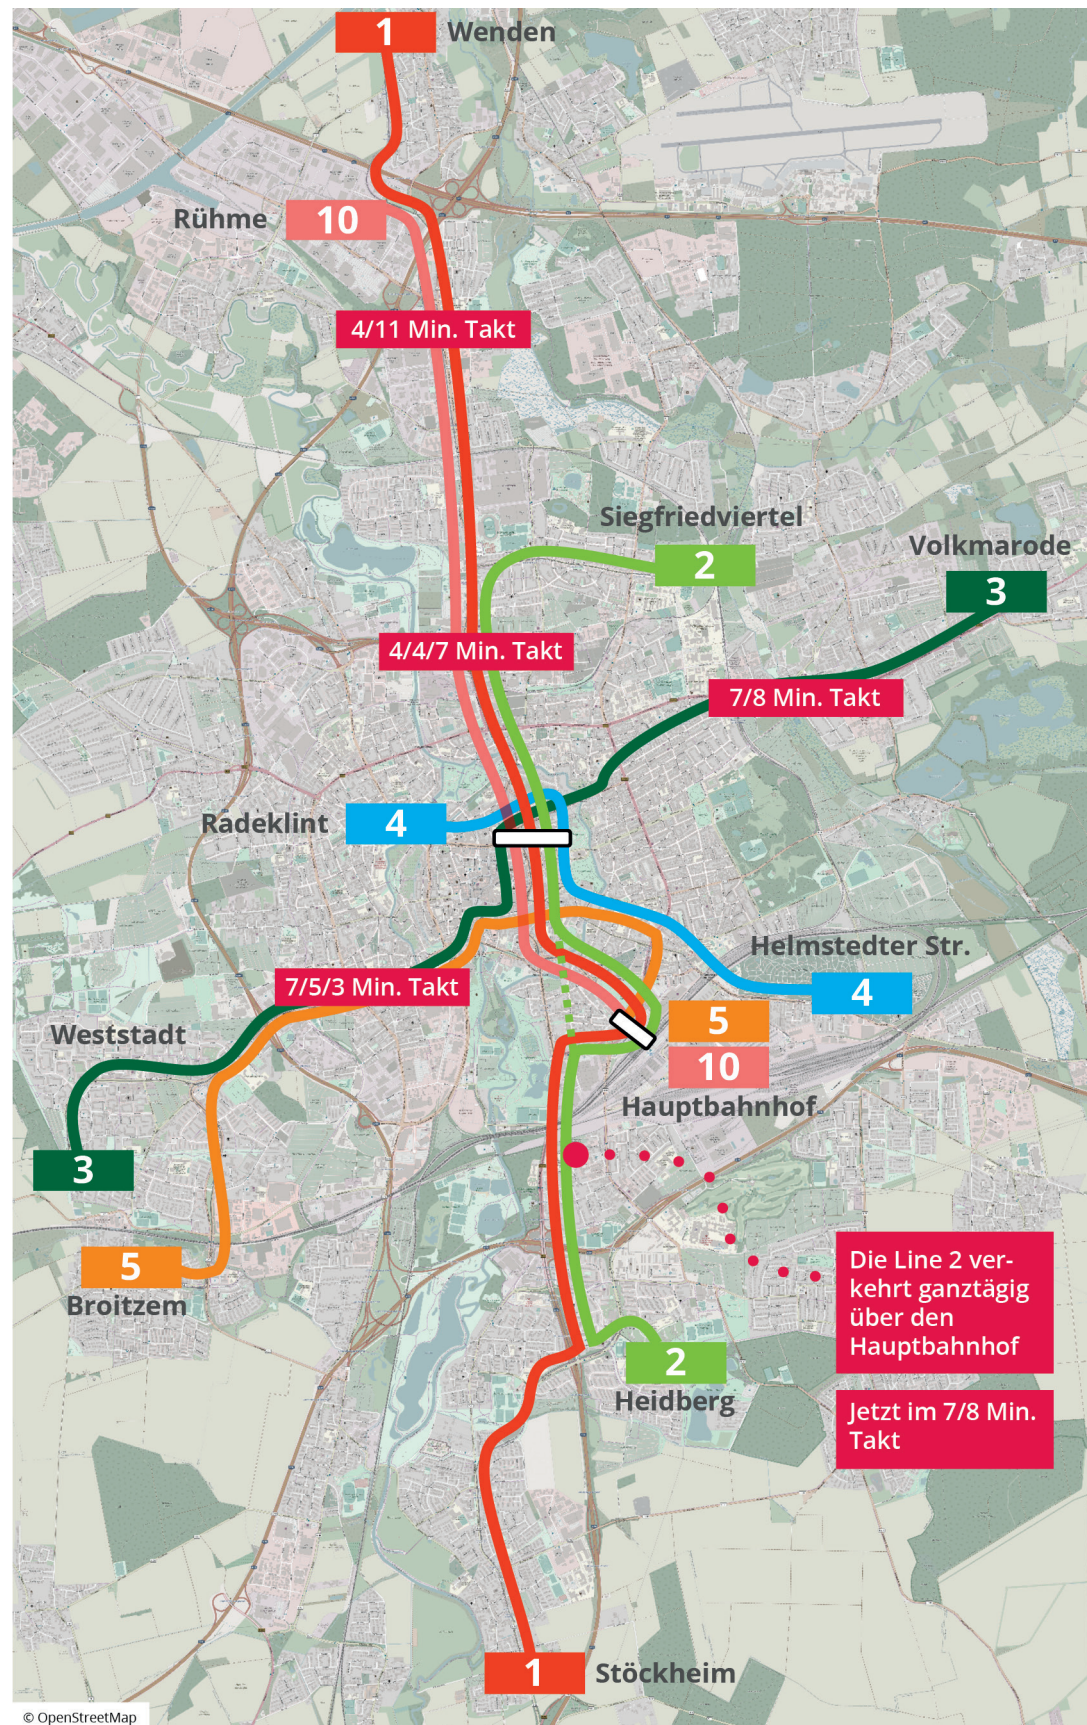 1 Wenden
Rühme 10
4/11 Min. Takt
Siegfriedviertel
2
Volkmarode
3
4/4/7 Min. Takt
7/8 Min. Takt
Radeklint 4
Helmstedter Str.
4
7/5/3 Min. Takt
5
10
Hauptbahnhof
Weststadt
3
5
Broitzem
Die Line 2 ver-
kehrt ganztägig
über den
Hauptbahnhof
2
Heidberg
Jetzt im 7/8 Min.
Takt
1 Stöckheim
© OpenStreetMap